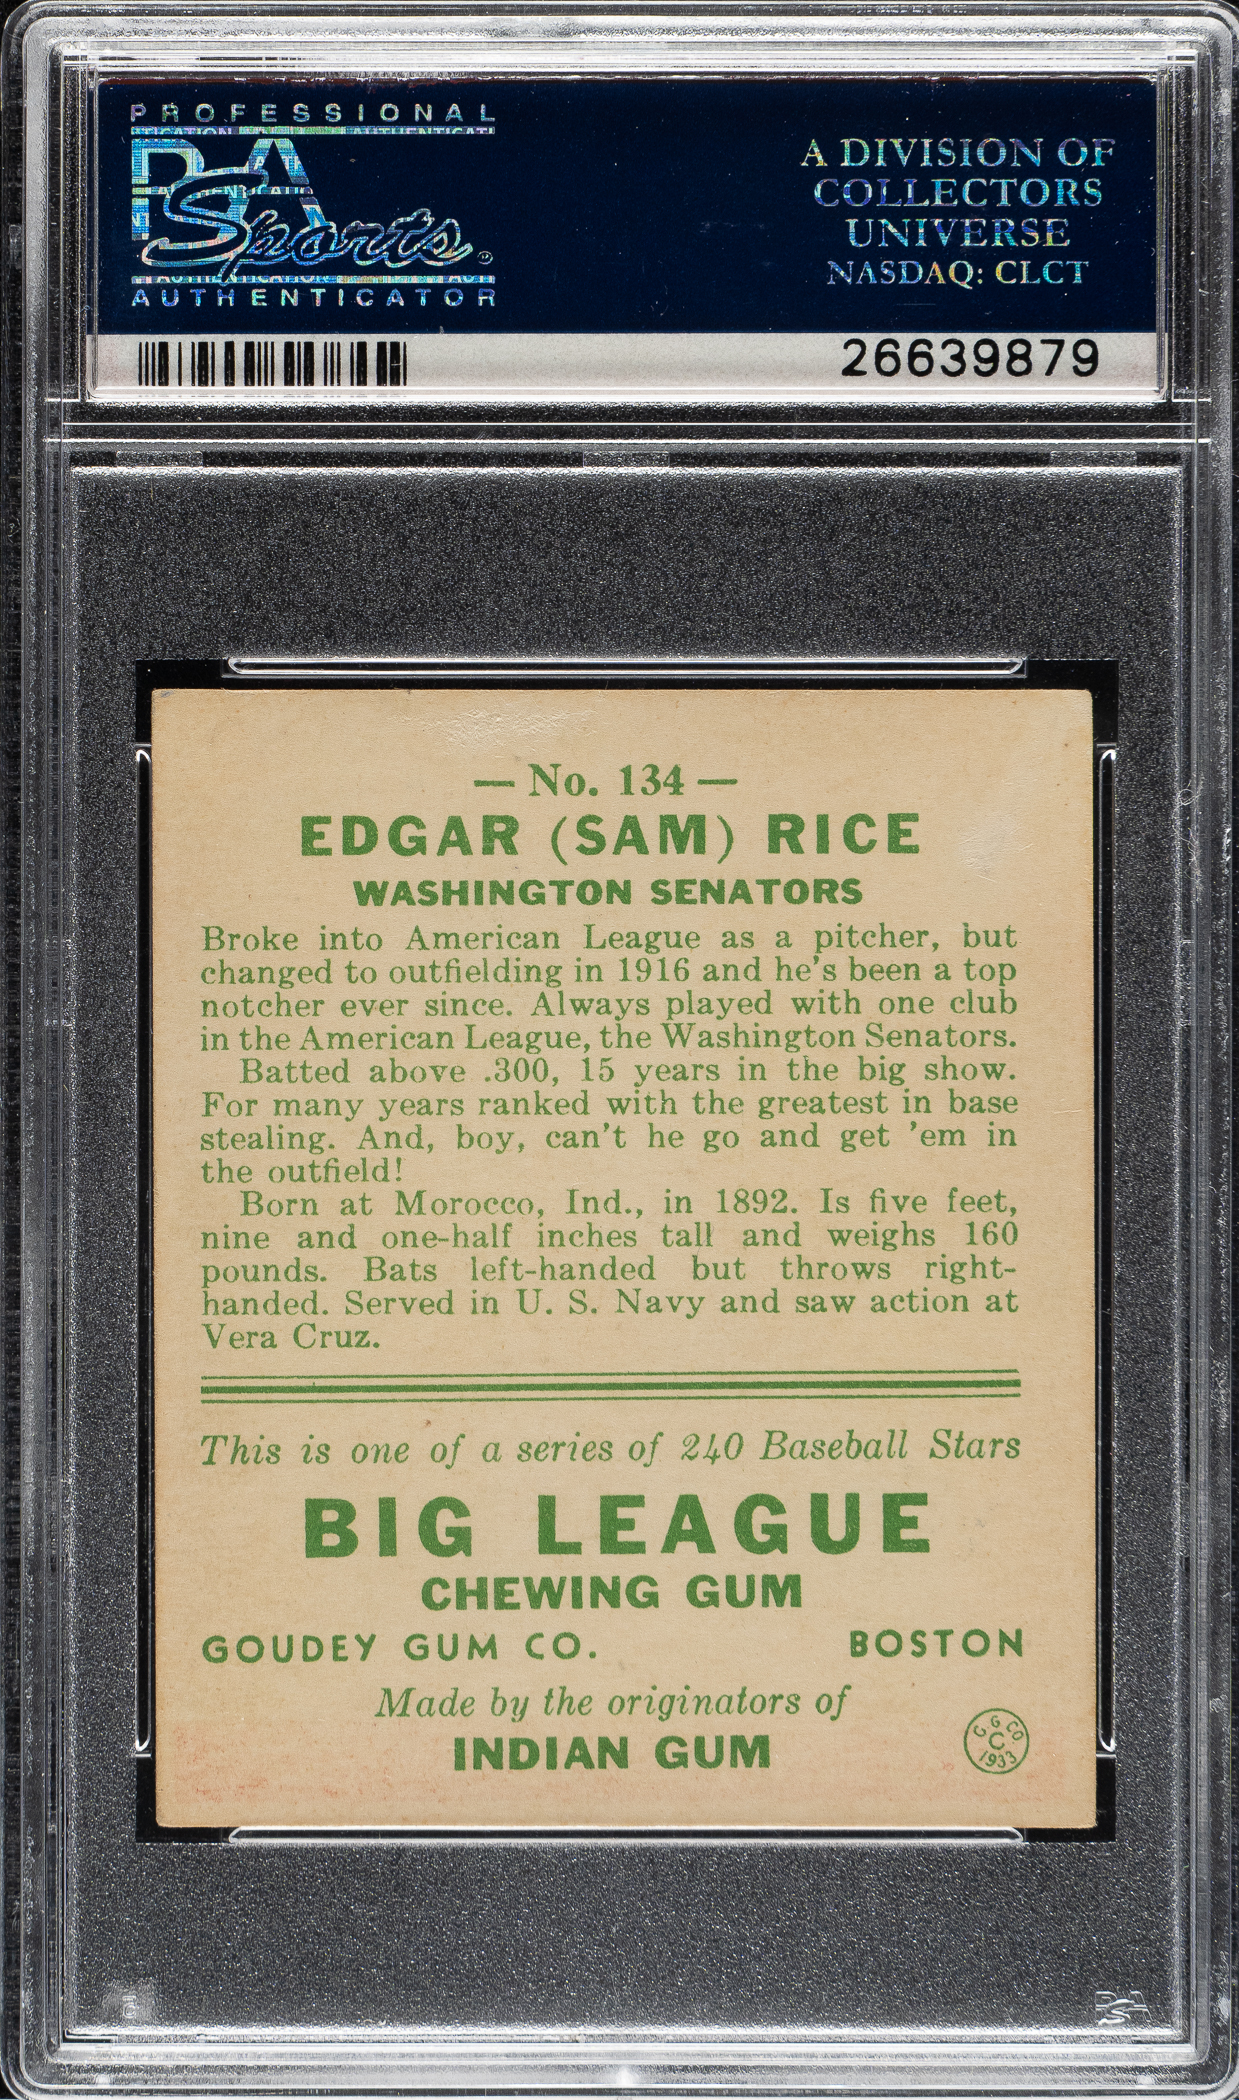 PROFESSIONAL
PSA
Sports
AUTHENTICATOR
A DIVISION OF
COLLECTORS
UNIVERSE
NASDAQ: CLCT
26639879
— No. 134 —
EDGAR (SAM) RICE
WASHINGTON SENATORS
Broke into American League as a pitcher, but
changed to outfielding in 1916 and he's been a top
notcher ever since. Always played with one club
in the American League, the Washington Senators.
Batted above .300, 15 years in the big show.
For many years ranked with the greatest in base
stealing. And, boy, can't he go and get 'em in
the outfield!
Born at Morocco, Ind., in 1892. Is five feet,
nine and one-half inches tall and weighs 160
pounds. Bats left-handed but throws right-
handed. Served in U. S. Navy and saw action at
Vera Cruz.
This is one of a series of 240 Baseball Stars
BIG LEAGUE
CHEWING GUM
GOUDEY GUM CO. BOSTON
Made by the originators of
INDIAN GUM
G. G. CO
C.
1933
PSA